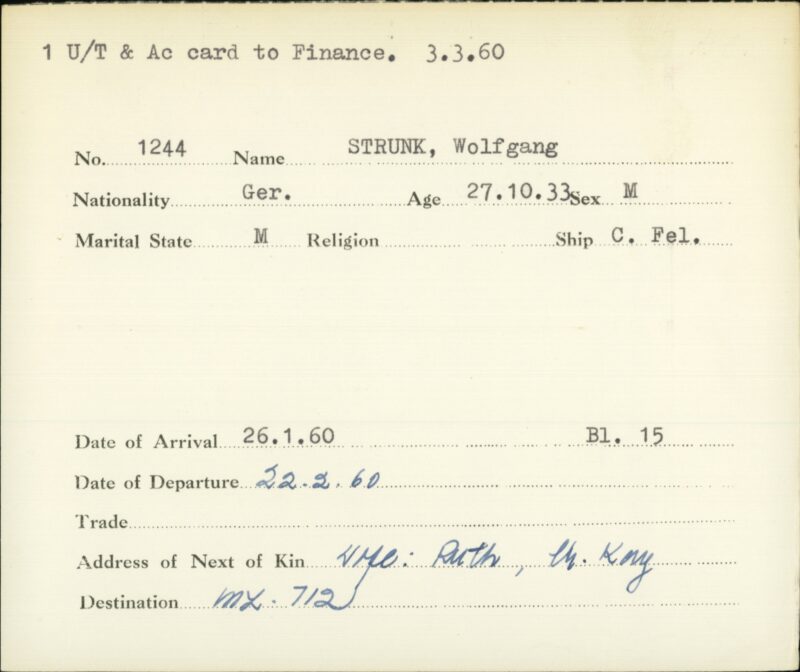 1 U/T & Ac card to Finance. 3.3.60
No. 1244 Name STRUNK, Wolfgang
Nationality Ger. Age 27.10.33 Sex M
Marital State M Religion Ship C. Fel.
Date of Arrival 26.1.60 Bl. 15
Date of Departure 22.2.60
Trade
Address of Next of Kin Wife: Ruth,
Destination ML. 712